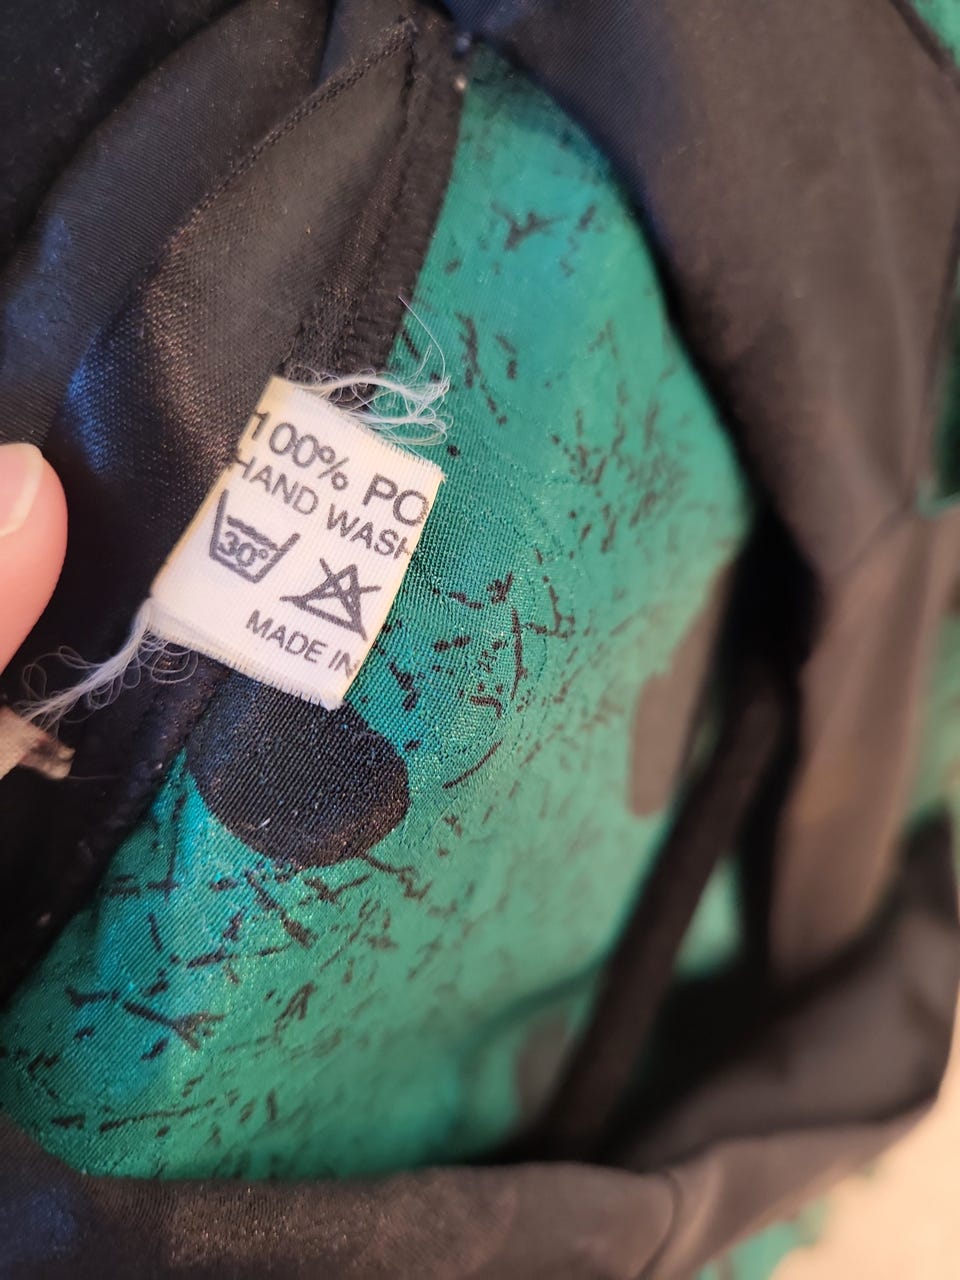 100% PO
HAND WASH
30°
MADE IN